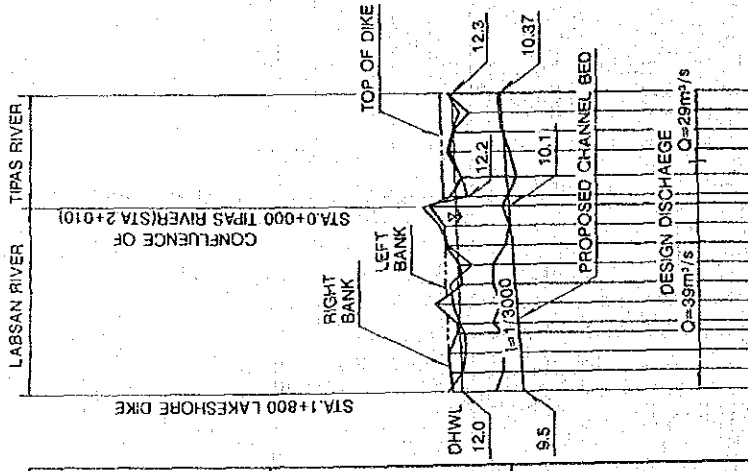 LABSAN RIVER
TIPAS RIVER
STA.1+800 LAKESHORE DIKE
CONFLUENCE OF
STA.0+000 TIPAS RIVER(STA 2+010)
RIGHT
BANK
LEFT
BANK
TOP OF DIKE
DHWL
12.0
12.2
12.3
i=1/3000
9.5
10.1
10.37
PROPOSED CHANNEL BED
DESIGN DISCHAEGE
Q=39m³/s
Q=29m³/s